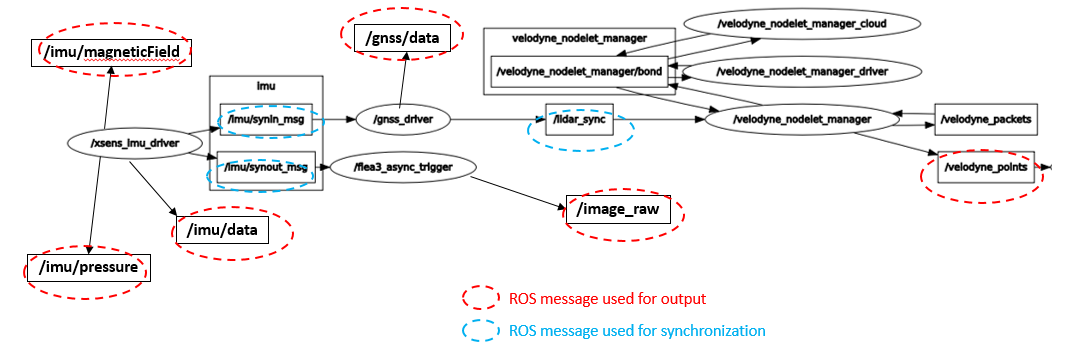 /imu/magneticField
/gnss/data
velodyne_nodelet_manager
/velodyne_nodelet_manager_cloud
/velodyne_nodelet_manager/bond
/velodyne_nodelet_manager_driver
imu
/imu/synin_msg
/gnss_driver
/lidar_sync
/velodyne_nodelet_manager
/velodyne_packets
/xsens_imu_driver
/imu/synout_msg
/flea3_async_trigger
/velodyne_points
/image_raw
/imu/data
/imu/pressure
ROS message used for output
ROS message used for synchronization